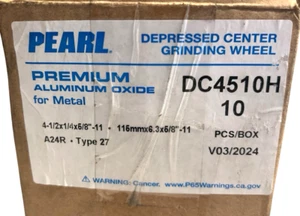 PEARL
DEPRESSED CENTER
GRINDING WHEEL
PREMIUM
ALUMINUM OXIDE
for Metal
DC4510H
10
4-1/2x1/4x5/8"-11 • 115mmx6.3x5/8"-11
A24R • Type 27
PCS/BOX
V03/2024
⚠ WARNING: Cancer. www.P65Warnings.ca.gov